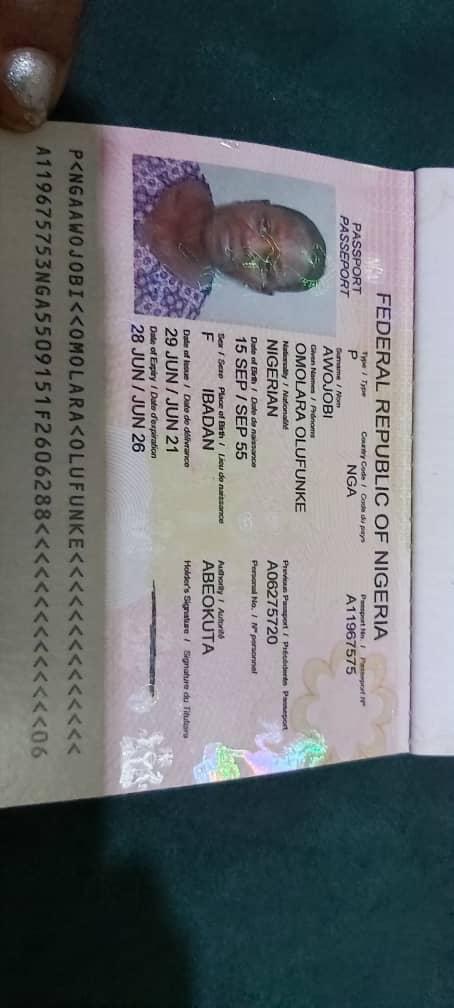 FEDERAL REPUBLIC OF NIGERIA
PASSPORT
PASSEPORT
Type / Type Country Code / Code du pays Passport No. / Passeport N°
P NGA A11967575
Surname / Nom
AWOJOBI
Given Names / Prénoms
OMOLARA OLUFUNKE
Nationality / Nationalité Previous Passport / Précédente Passeport
NIGERIAN A06275720
Date of Birth / Date de naissance Personal No. / N° personnel
15 SEP / SEP 55
Sex / Sexe Place of Birth / Lieu de naissance Authority / Autorité
F IBADAN ABEOKUTA
Date of Issue / Date de délivrance Holder's Signature / Signature du Titulaire
29 JUN / JUN 21
Date of Expiry / Date d'expiration
28 JUN / JUN 26
P<NGAAWOJOBI<<OMOLARA<OLUFUNKE<<<<<<<<<<<<<<
A119675753NGA5509151F2606288<<<<<<<<<<<<<<06